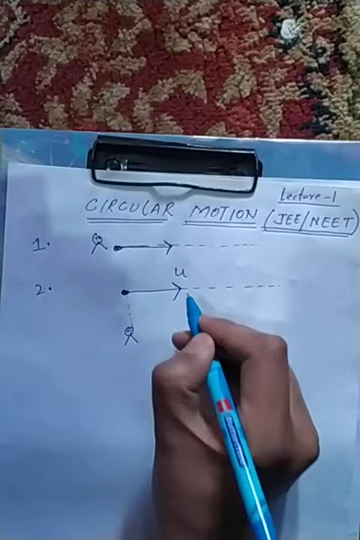 Lecture-1
CIRCULAR MOTION (JEE/NEET)
1.
u
2.